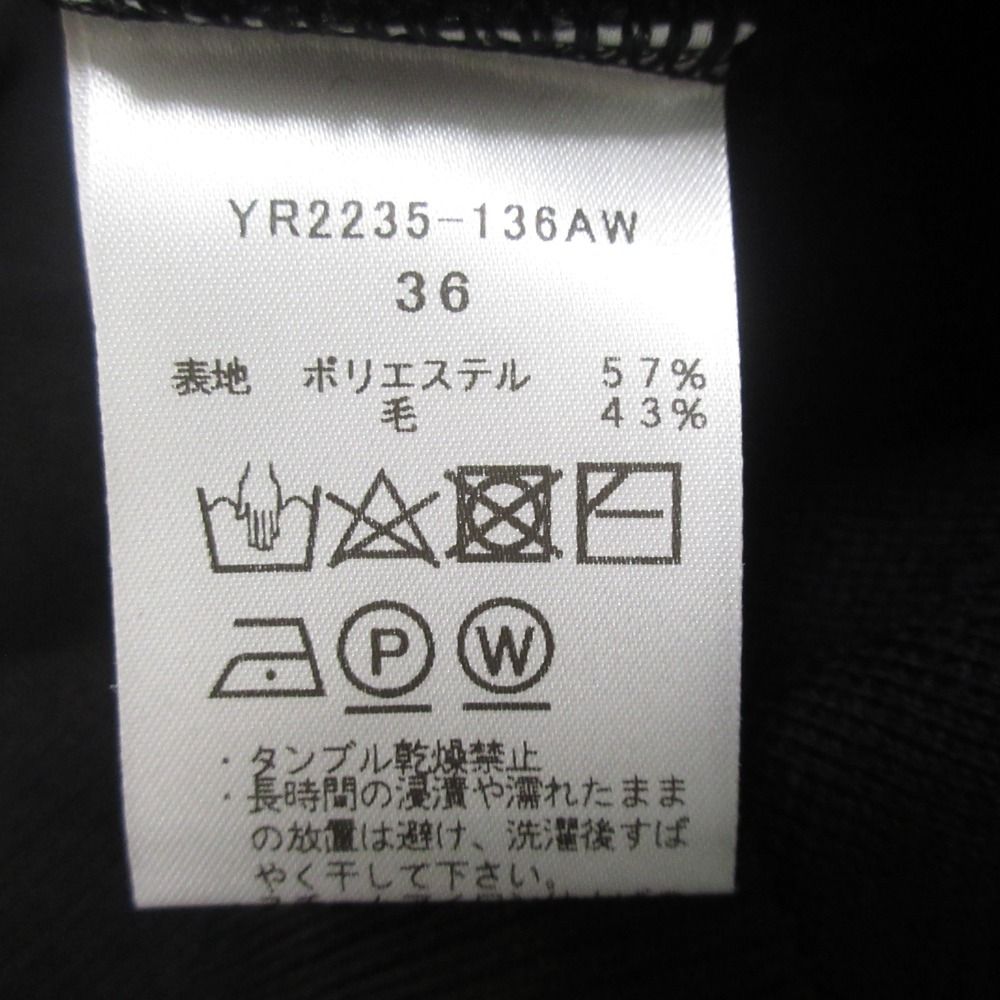 YR2235-136AW
36
表地 ポリエステル 57%
毛 43%
P W
・タンブル乾燥禁止
・長時間の浸漬や濡れたまま
の放置は避け、洗濯後すば
やく干して下さい。